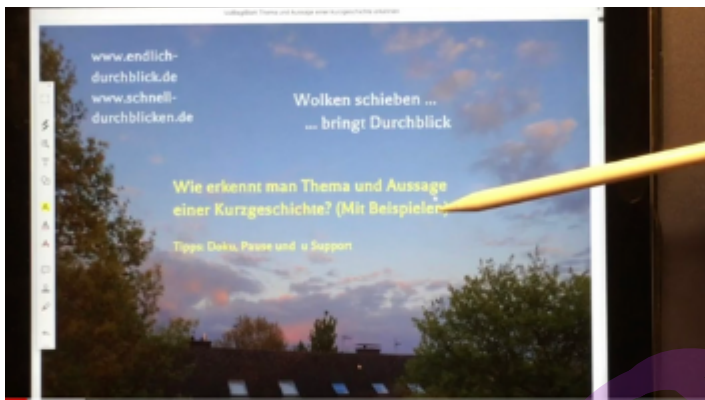 www.endlich-
durchblick.de
www.schnell-
durchblicken.de
Wolken schieben ...
.... bringt Durchblick
Wie erkennt man Thema und Aussage
einer Kurzgeschichte? (Mit Beispielen)
Tipps: Doku, Pause und u Support